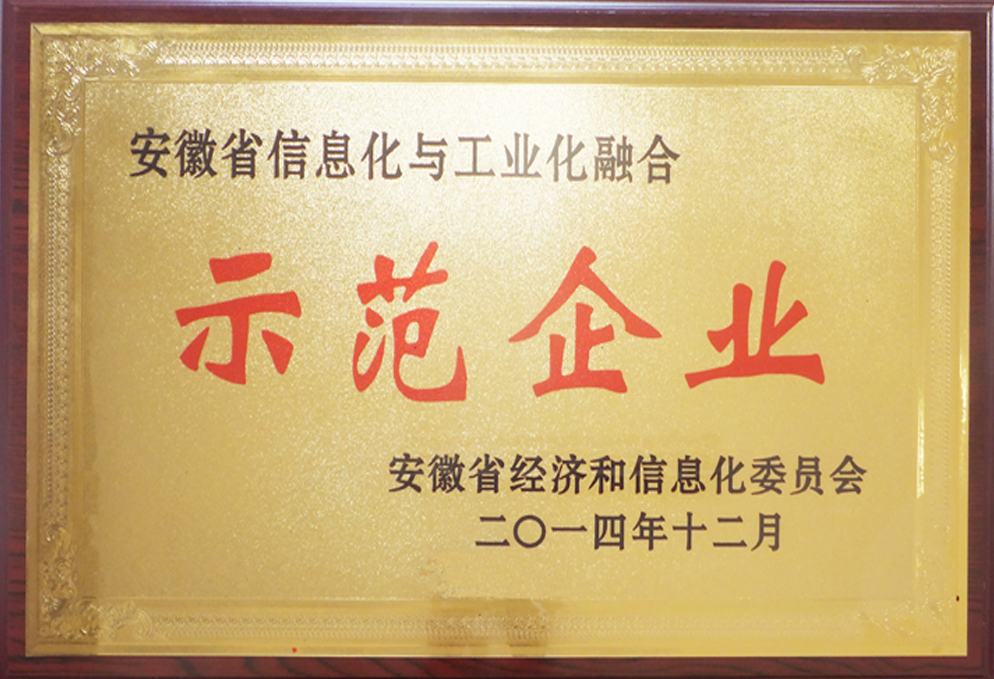 安徽省信息化与工业化融合
示范企业
安徽省经济和信息化委员会
二〇一四年十二月